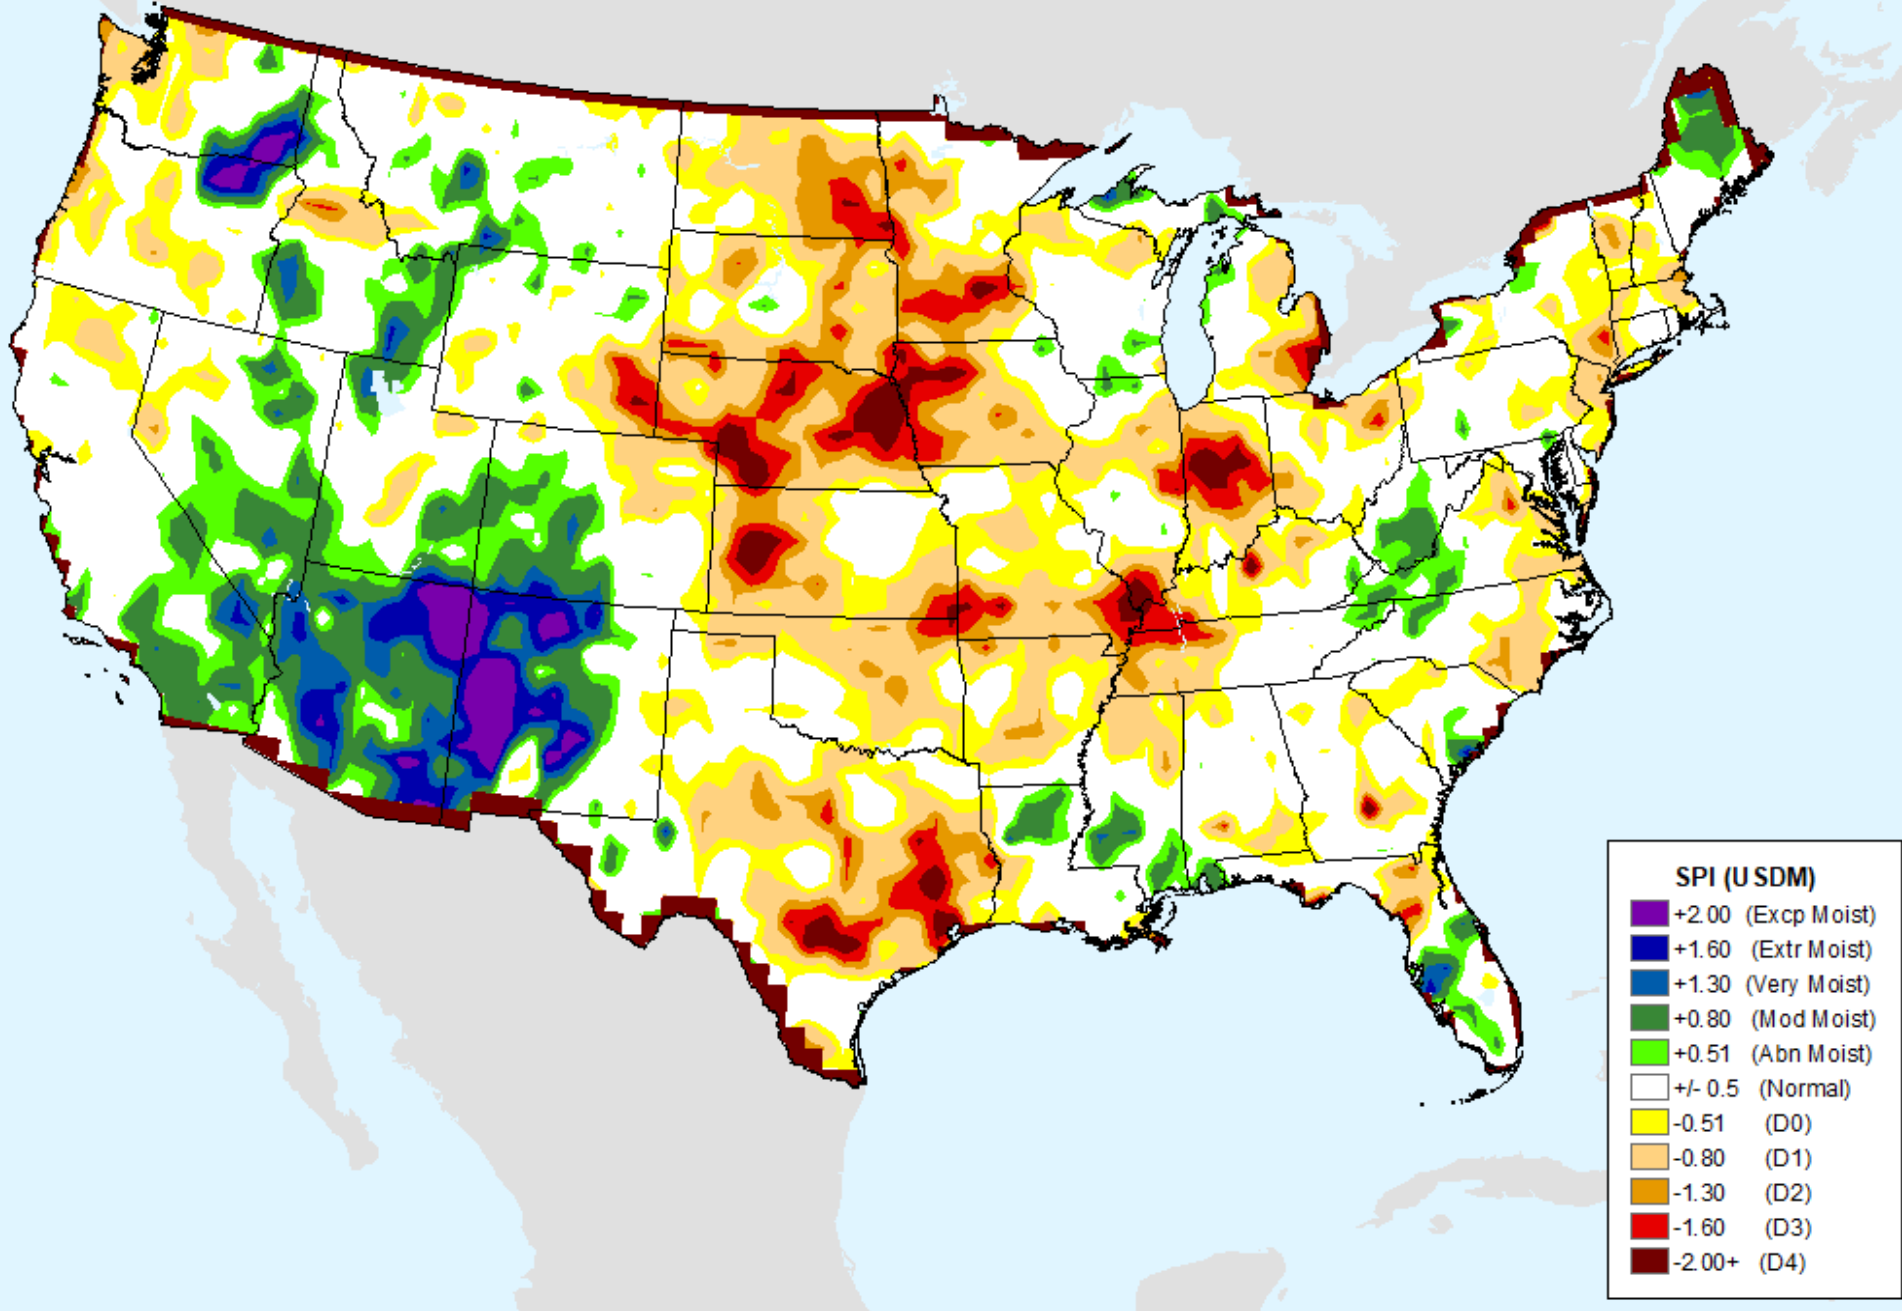 SPI (USDM)
+2.00 (Excp Moist)
+1.60 (Extr Moist)
+1.30 (Very Moist)
+0.80 (Mod Moist)
+0.51 (Abn Moist)
+/- 0.5 (Normal)
-0.51 (D0)
-0.80 (D1)
-1.30 (D2)
-1.60 (D3)
-2.00+ (D4)